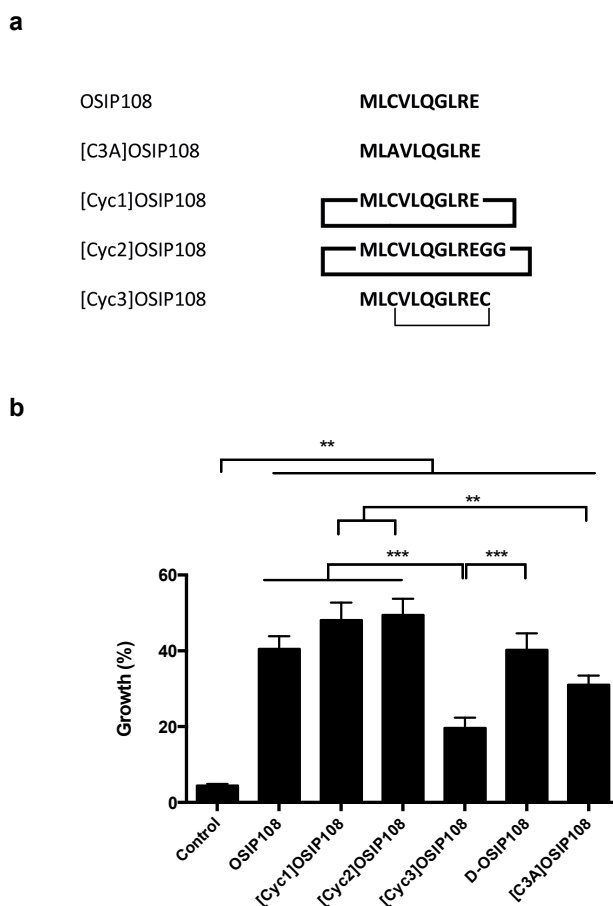 a
OSIP108 MLCVLQGLRE
[C3A]OSIP108 MLAVLQGLRE
[Cyc1]OSIP108 MLCVLQGLRE
[Cyc2]OSIP108 MLCVLQGLREGG
[Cyc3]OSIP108 MLCVLQGLREC
b
**
**
*** ***
60
40
20
0
Growth (%)
Control
OSIP108
[Cyc1]OSIP108
[Cyc2]OSIP108
[Cyc3]OSIP108
D-OSIP108
[C3A]OSIP108